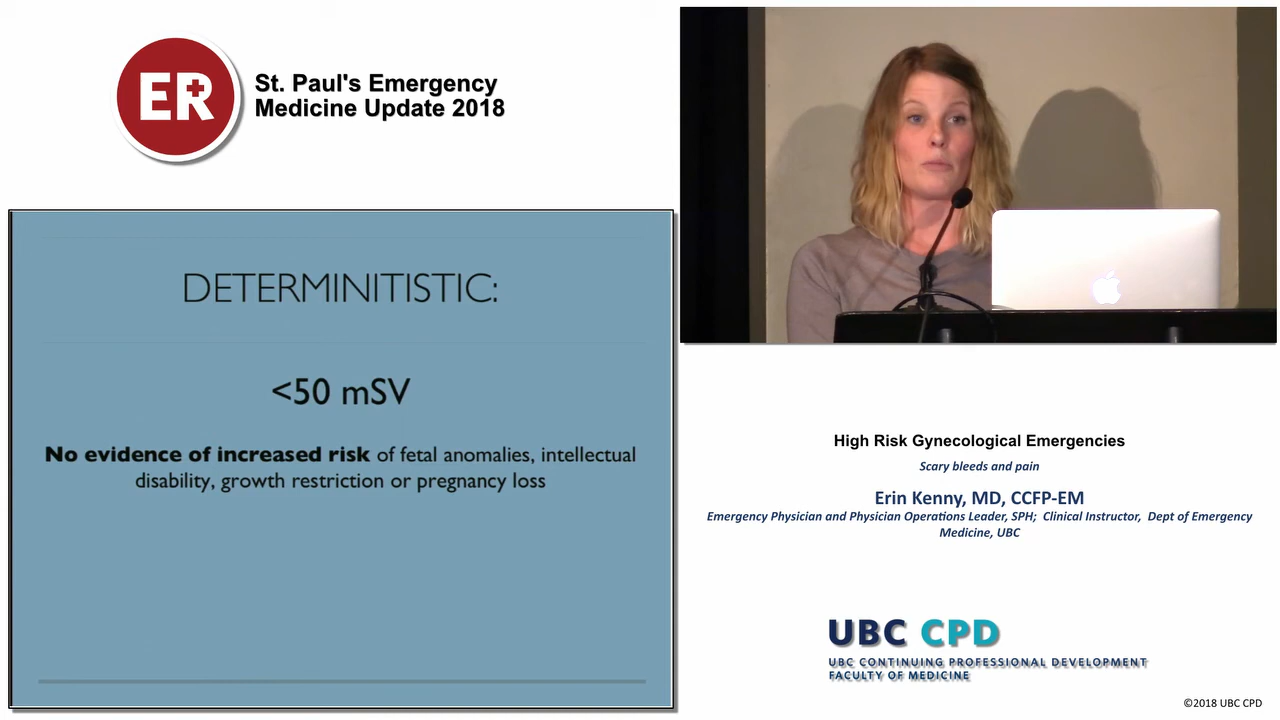 ER
St. Paul's Emergency
Medicine Update 2018
DETERMINITISTIC:
<50 mSV
No evidence of increased risk of fetal anomalies, intellectual
disability, growth restriction or pregnancy loss
High Risk Gynecological Emergencies
Scary bleeds and pain
Erin Kenny, MD, CCFP-EM
Emergency Physician and Physician Operations Leader, SPH; Clinical Instructor, Dept of Emergency
Medicine, UBC
UBC CPD
UBC CONTINUING PROFESSIONAL DEVELOPMENT
FACULTY OF MEDICINE
©2018 UBC CPD